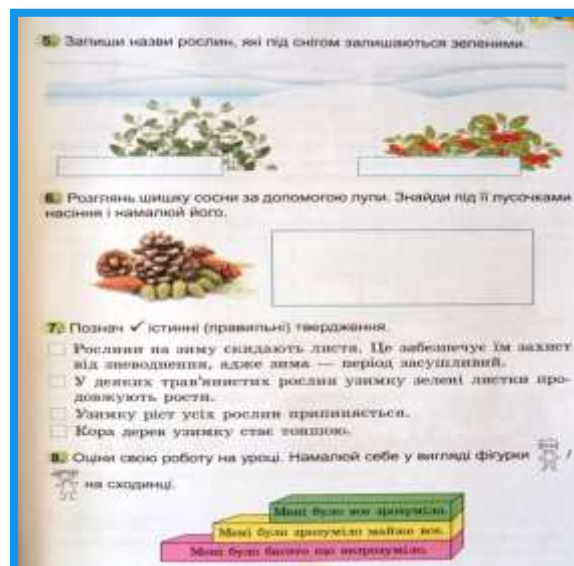 5. Запиши назви рослин, які під снігом залишаються зеленими.
6. Розглянь шишку сосни за допомогою лупи. Знайди під її лусочками
насіння і намалюй його.
7. Познач ✓ істинні (правильні) твердження.
Рослини на зиму скидають листя. Це забезпечує їм захист
від зневоднення, адже зима — період засушливий.
У деяких трав'янистих рослин узимку зелені листки про-
довжують рости.
Узимку ріст усіх рослин припиняється.
Кора дерев узимку стає товщою.
8. Оціни свою роботу на уроці. Намалюй себе у вигляді фігурки /
на сходинці.
Мені було все зрозуміло.
Мені було зрозуміло майже все.
Мені було багато що незрозуміло.